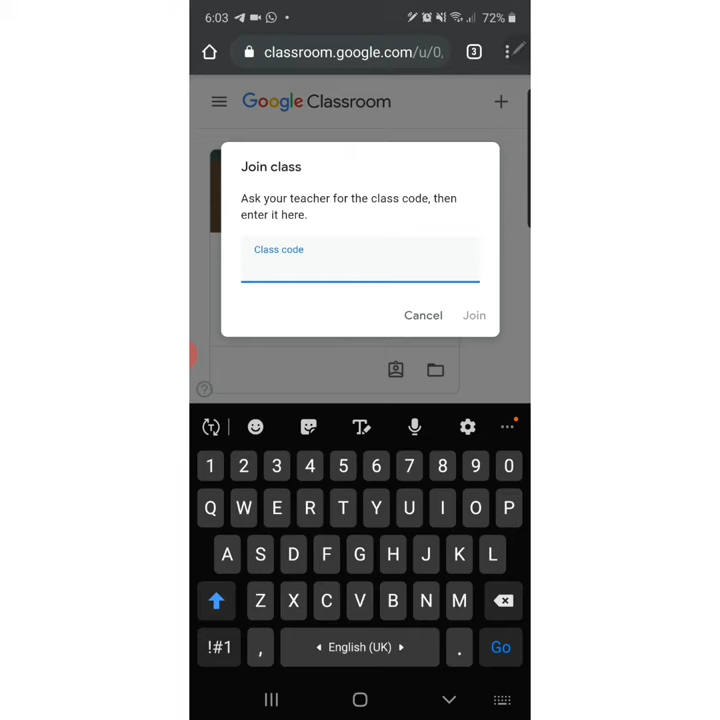 6:03
72%
classroom.google.com/u/0,
3
Google Classroom
Join class
Ask your teacher for the class code, then
enter it here.
Class code
Cancel
Join
1 2 3 4 5 6 7 8 9 0
Q W E R T Y U I O P
A S D F G H J K L
Z X C V B N M
!#1 , English (UK) . Go